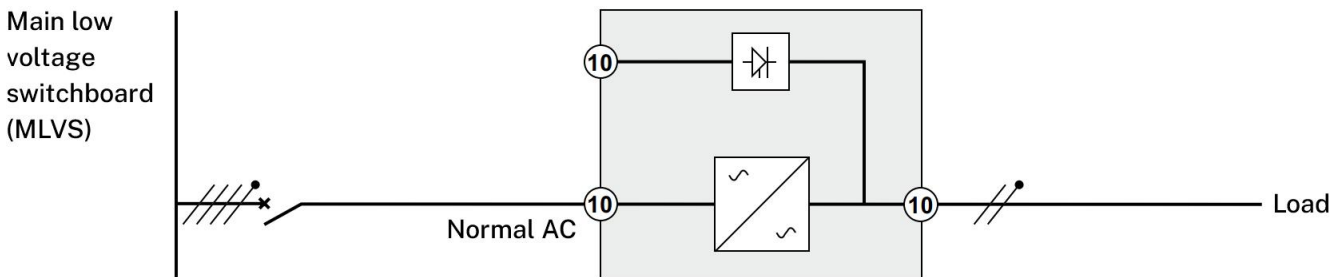 Main low
voltage
switchboard
(MLVS)
10
10
Normal AC
10
Load